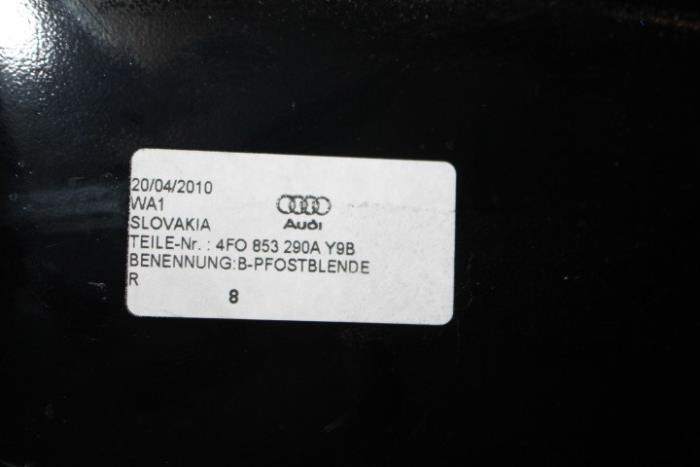 20/04/2010
WA1
SLOVAKIA
Audi
TEILE-Nr. : 4FO 853 290A Y9B
BENENNUNG:B-PFOSTBLENDE
R
8